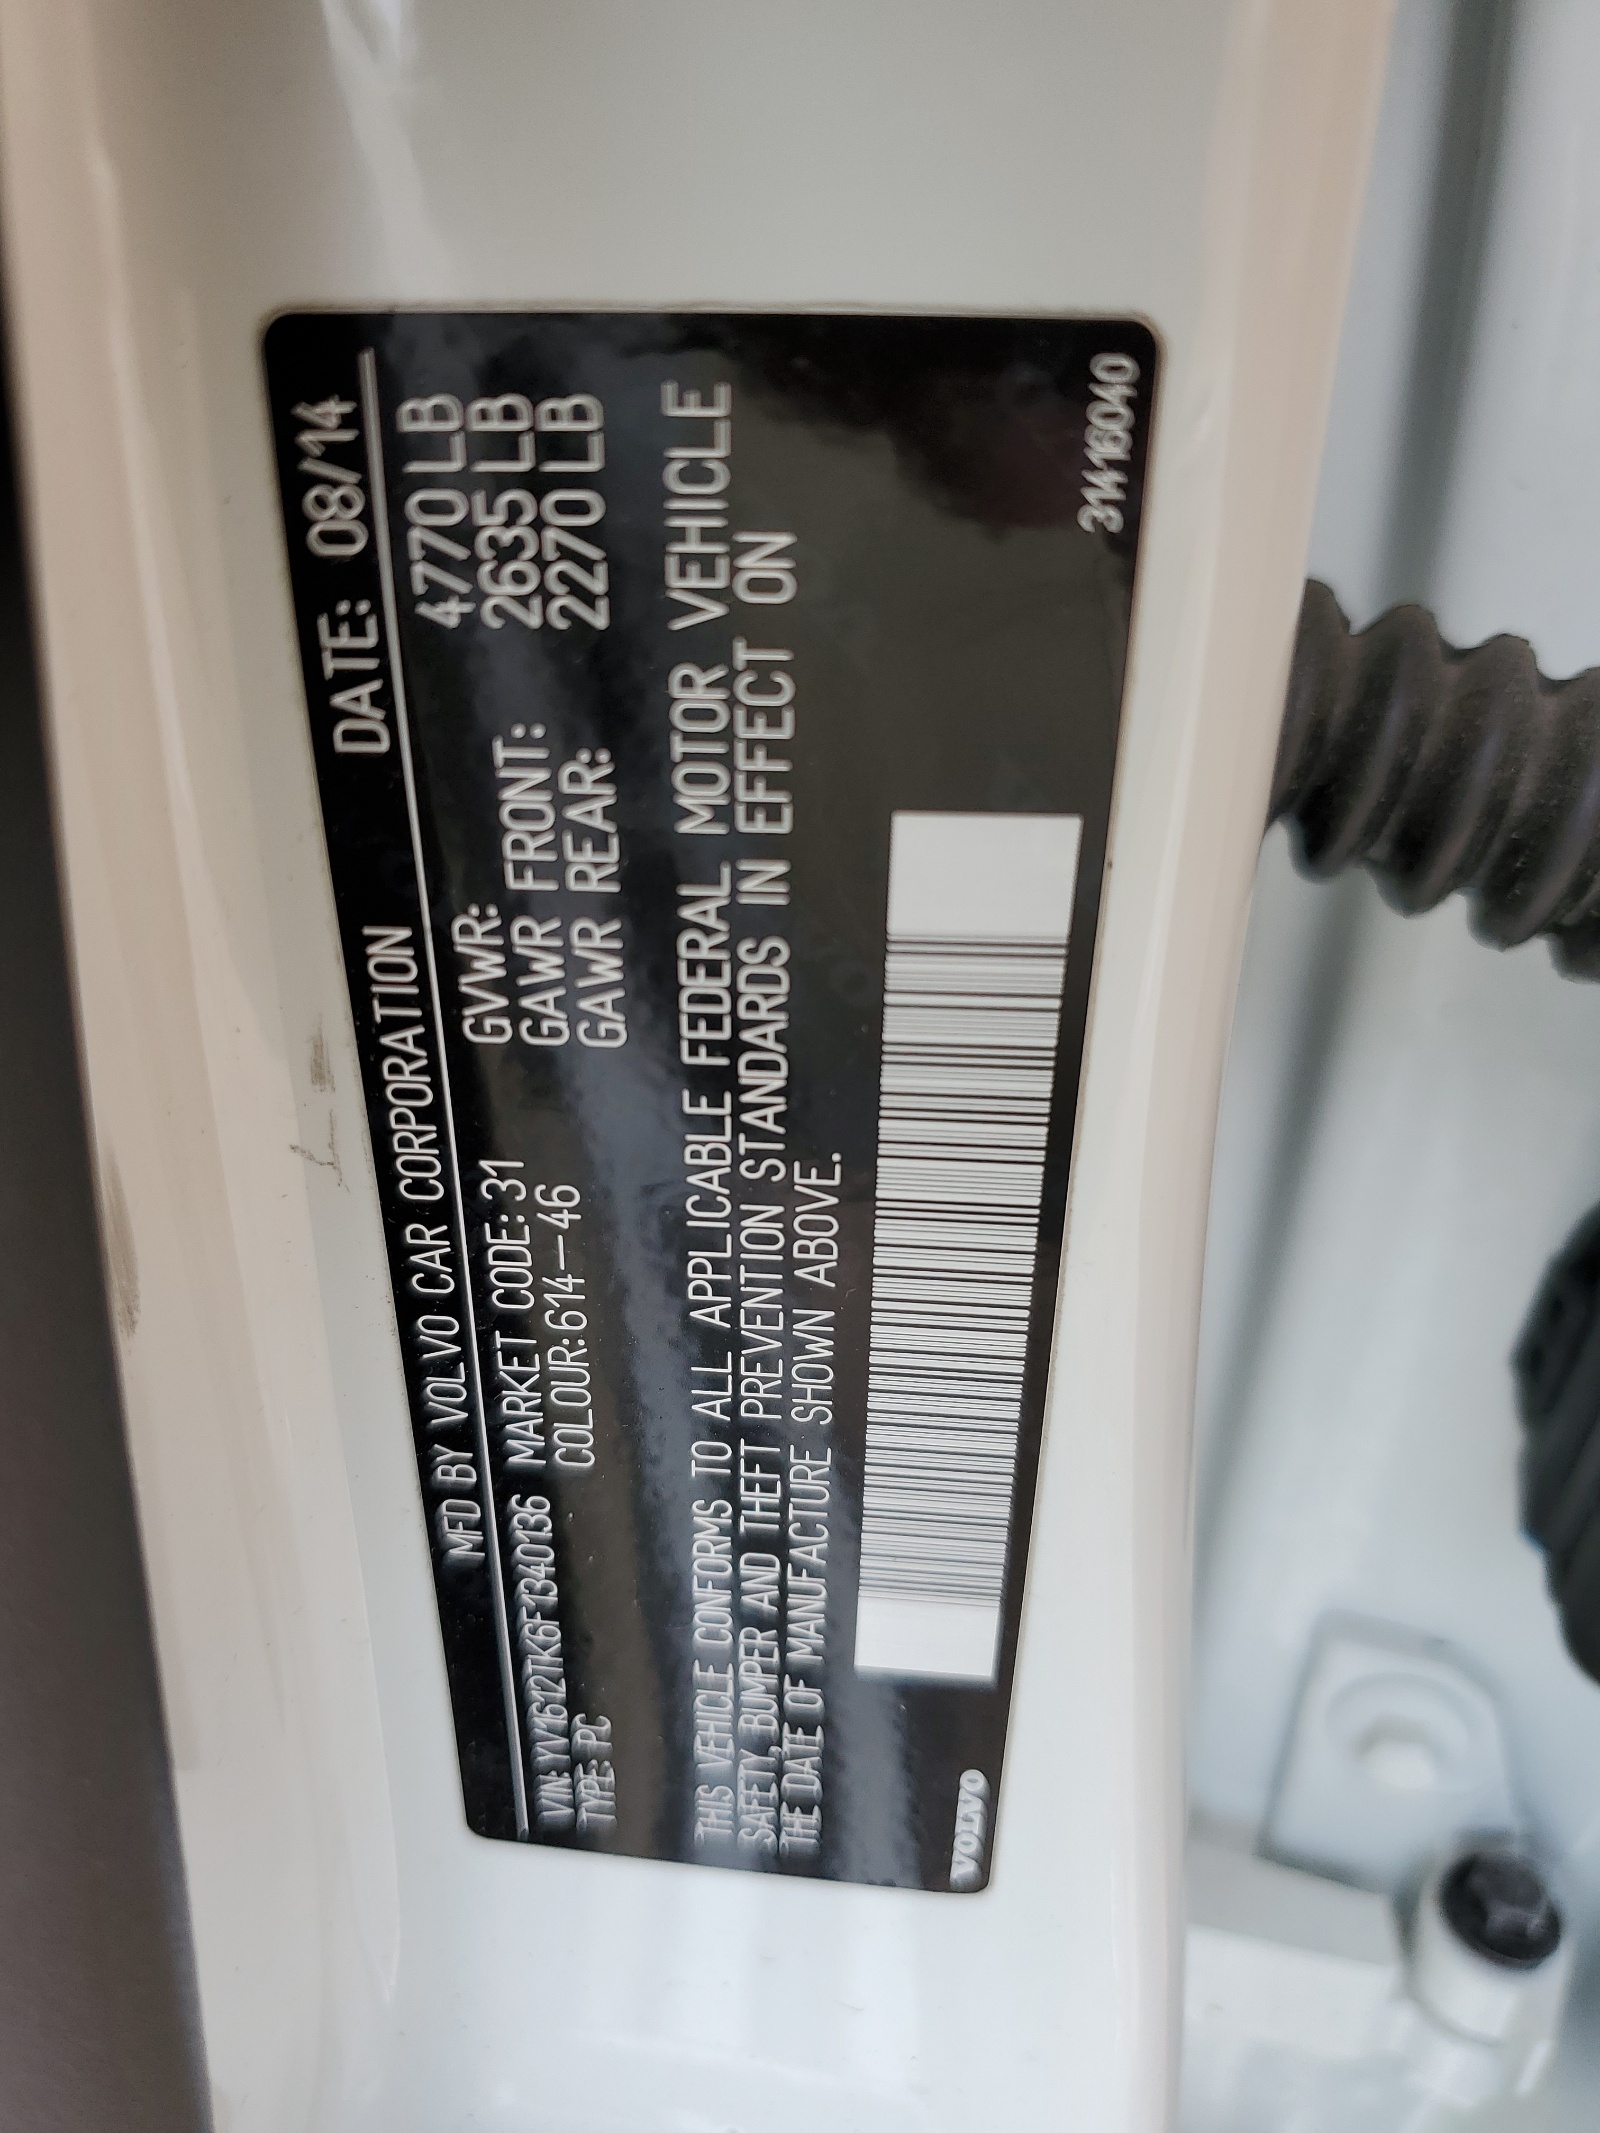 MFD BY VOLVO CAR CORPORATION DATE: 08/14
VIN: YV1612TK6F1340136 MARKET CODE: 31 GVWR: 4770 LB
TYPE: PC COLOUR: 614-46 GAWR FRONT: 2635 LB
GAWR REAR: 2270 LB
THIS VEHICLE CONFORMS TO ALL APPLICABLE FEDERAL MOTOR VEHICLE
SAFETY, BUMPER AND THEFT PREVENTION STANDARDS IN EFFECT ON
THE DATE OF MANUFACTURE SHOWN ABOVE.
VOLVO 31416040